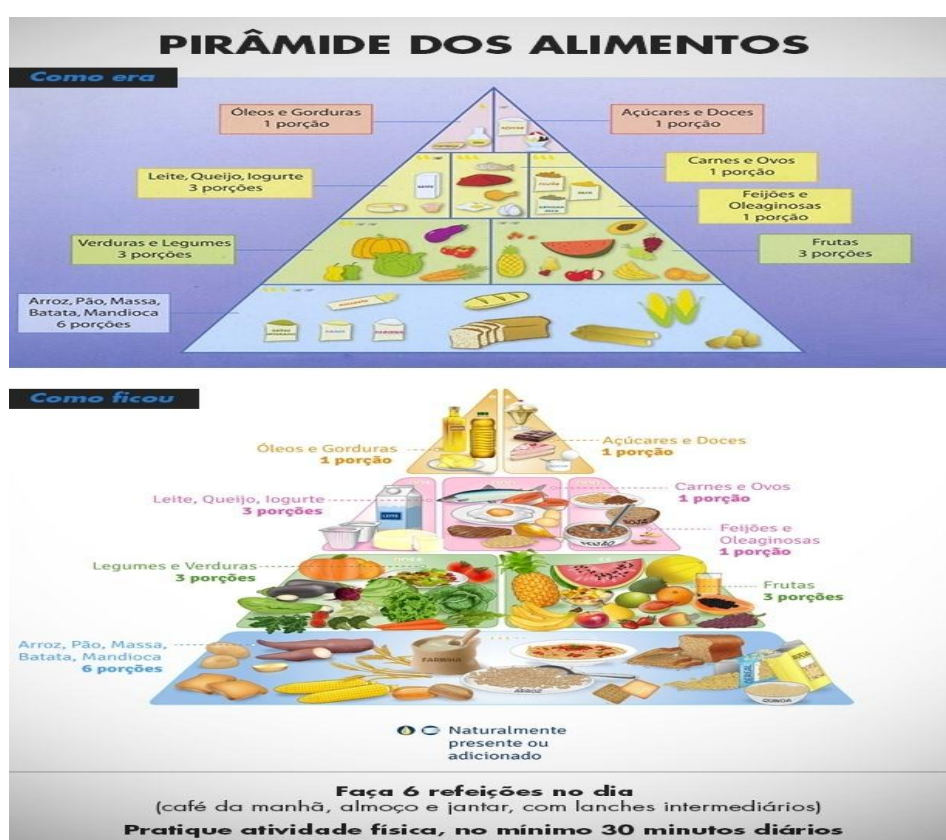 PIRÂMIDE DOS ALIMENTOS
Como era
Óleos e Gorduras
1 porção
Açúcares e Doces
1 porção
Leite, Queijo, Iogurte
3 porções
Carnes e Ovos
1 porção
Feijões e
Oleaginosas
1 porção
Verduras e Legumes
3 porções
Frutas
3 porções
Arroz, Pão, Massa,
Batata, Mandioca
6 porções
Como ficou
Óleos e Gorduras
1 porção
Açúcares e Doces
1 porção
Leite, Queijo, Iogurte
3 porções
LEITE
Carnes e Ovos
1 porção
SOJA
FEIJÃO
Feijões e
Oleaginosas
1 porção
Legumes e Verduras
3 porções
Frutas
3 porções
Arroz, Pão, Massa,
Batata, Mandioca
6 porções
FARINHA
ARROZ
QUINOA
Naturalmente
presente ou
adicionado
Faça 6 refeições no dia
(café da manhã, almoço e jantar, com lanches intermediários)
Pratique atividade física, no mínimo 30 minutos diários